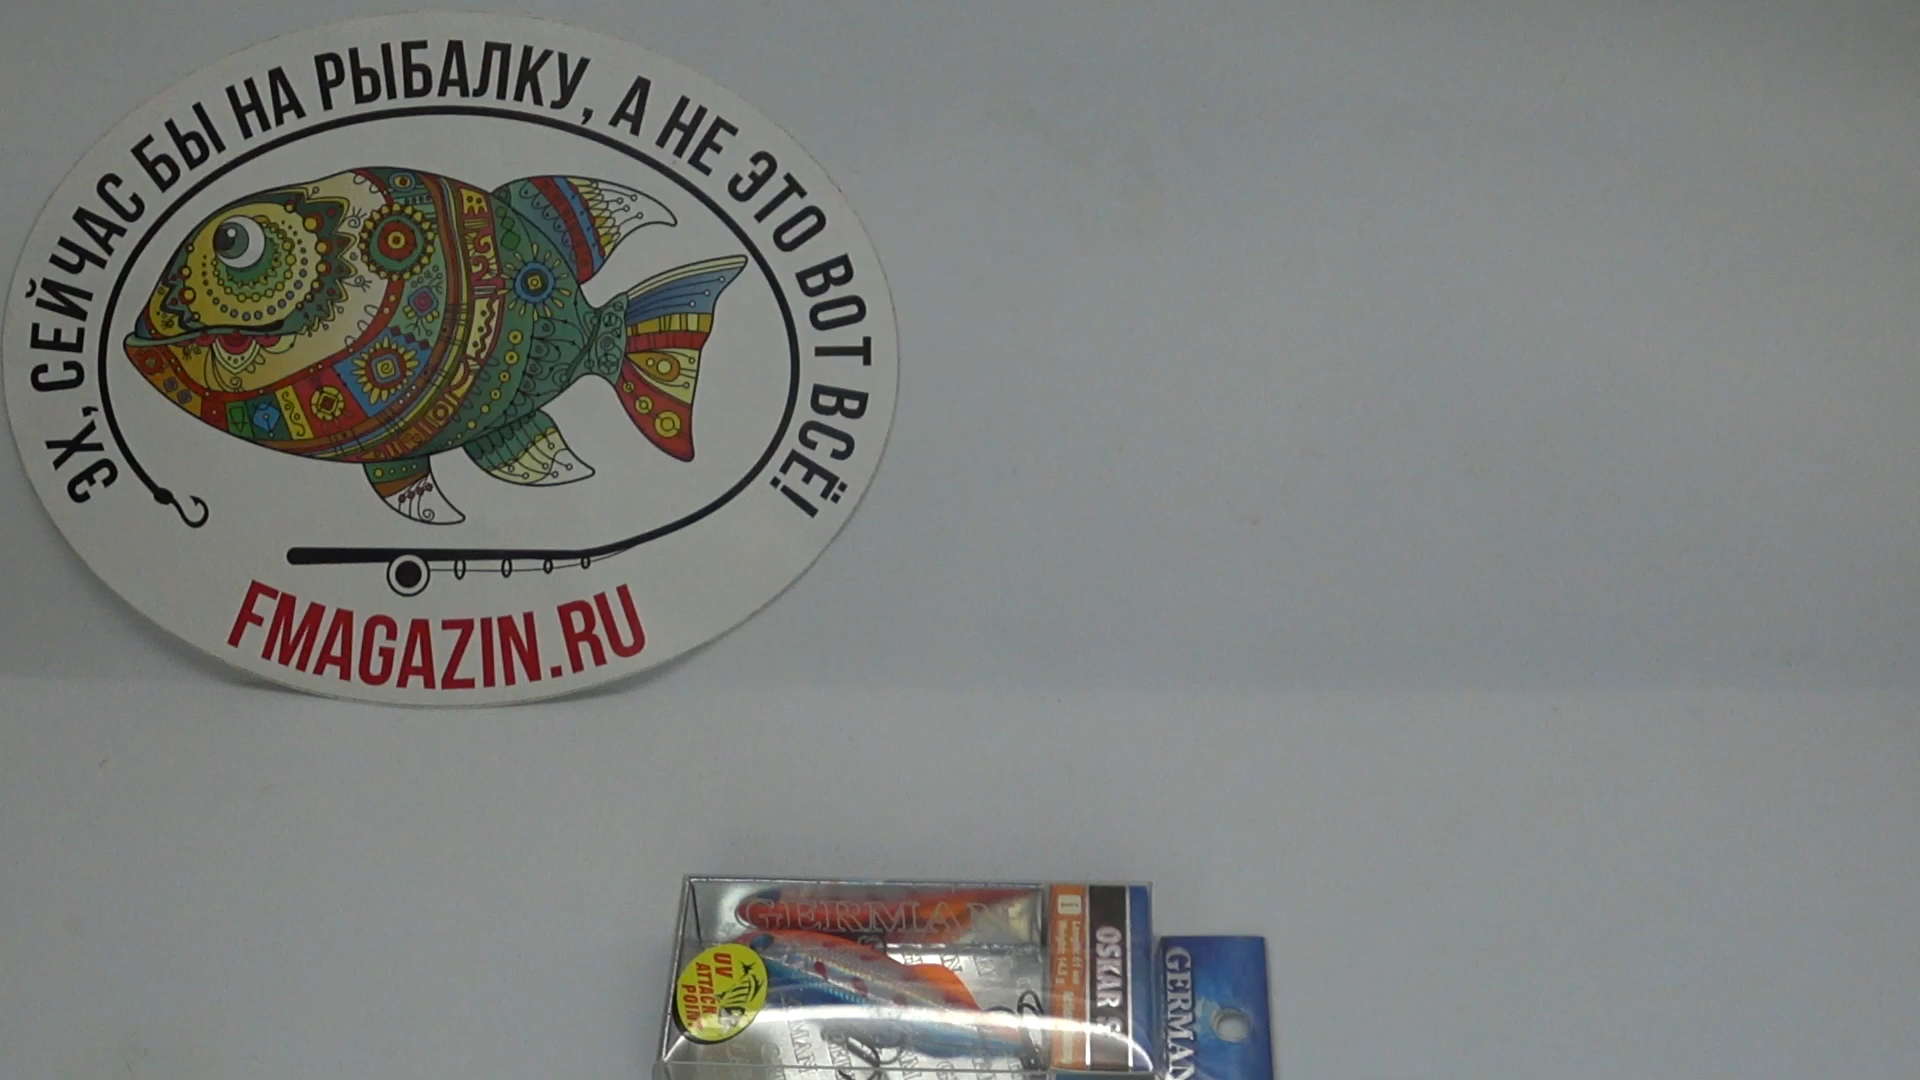 ЭХ, СЕЙЧАС БЫ НА РЫБАЛКУ, А НЕ ЭТО ВОТ ВСЁ!
FMAGAZIN.RU
GERMAN
UV
ATTACK
POINT
OSKAR
GERMAN